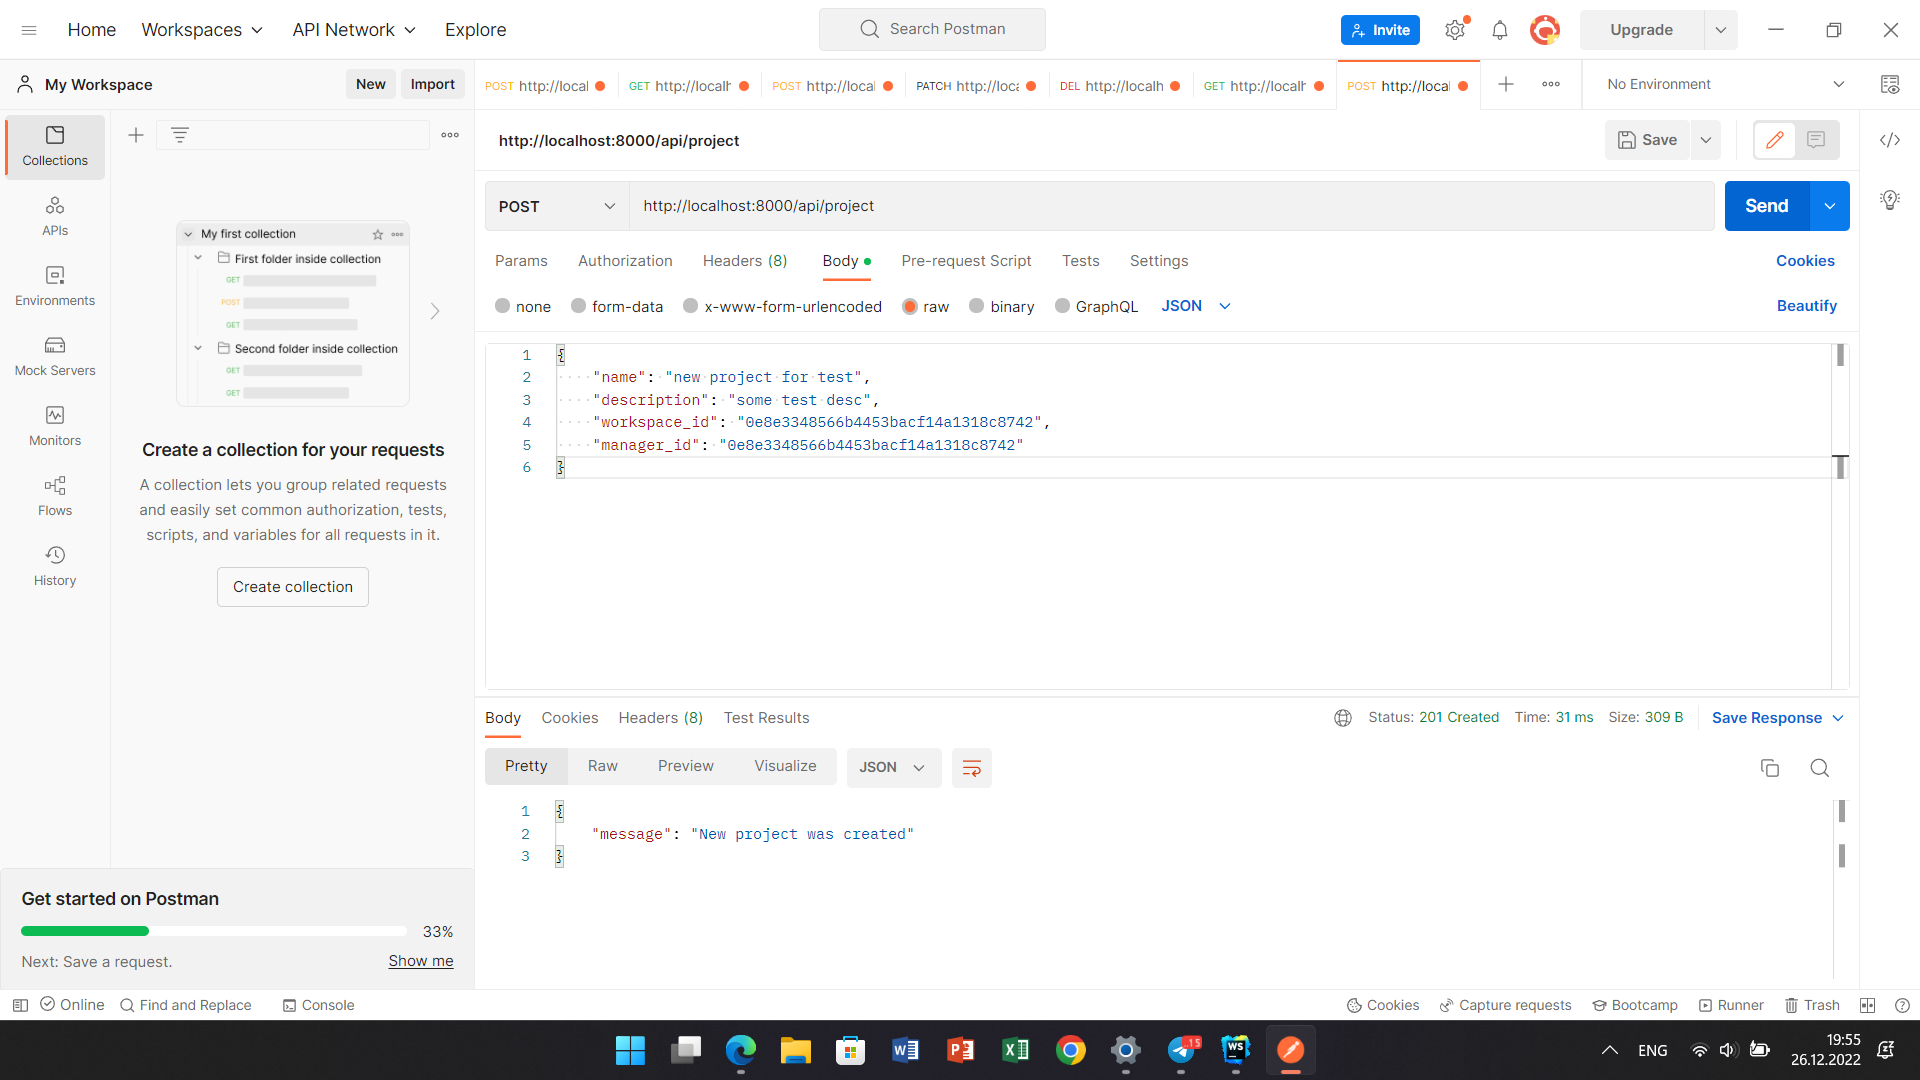 Home
Workspaces
API Network
Explore
Search Postman
Invite
Upgrade
My Workspace
New
Import
POST http://local
GET http://localh
POST http://local
PATCH http://loca
DEL http://localh
GET http://localh
POST http://local
No Environment
Collections
APIs
Environments
Mock Servers
Monitors
Flows
History
My first collection
First folder inside collection
GET
POST
GET
Second folder inside collection
GET
GET
Create a collection for your requests
A collection lets you group related requests
and easily set common authorization, tests,
scripts, and variables for all requests in it.
Create collection
Get started on Postman
33%
Next: Save a request.
Show me
http://localhost:8000/api/project
Save
POST
http://localhost:8000/api/project
Send
Params
Authorization
Headers (8)
Body
Pre-request Script
Tests
Settings
Cookies
none
form-data
x-www-form-urlencoded
raw
binary
GraphQL
JSON
Beautify
1 {
2 "name": "new project for test",
3 "description": "some test desc",
4 "workspace_id": "0e8e3348566b4453bacf14a1318c8742",
5 "manager_id": "0e8e3348566b4453bacf14a1318c8742"
6 }
Body
Cookies
Headers (8)
Test Results
Status: 201 Created
Time: 31 ms
Size: 309 B
Save Response
Pretty
Raw
Preview
Visualize
JSON
1 {
2 "message": "New project was created"
3 }
Online
Find and Replace
Console
Cookies
Capture requests
Bootcamp
Runner
Trash
15
WS
ENG
19:55
26.12.2022